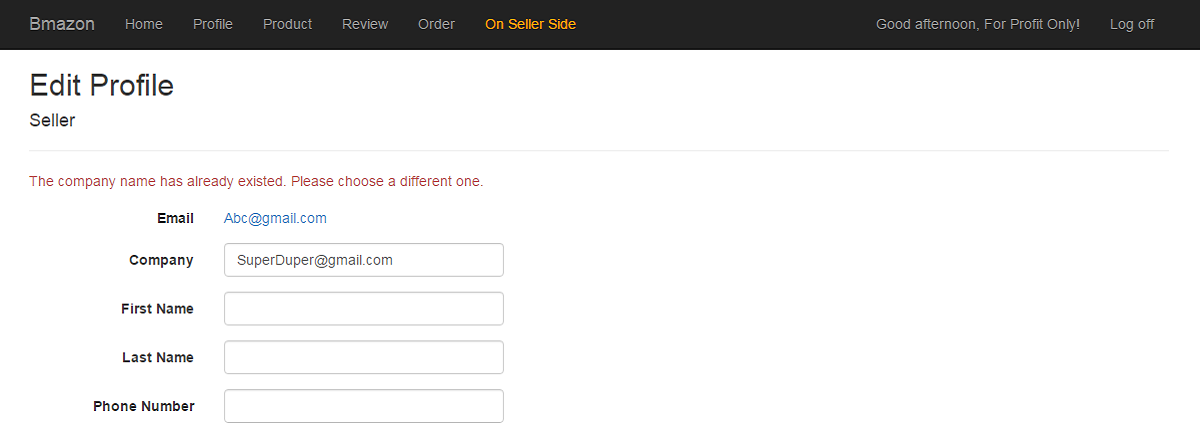 Bmazon Home Profile Product Review Order On Seller Side Good afternoon, For Profit Only! Log off
Edit Profile
Seller
The company name has already existed. Please choose a different one.
Email Abc@gmail.com
Company SuperDuper@gmail.com
First Name
Last Name
Phone Number